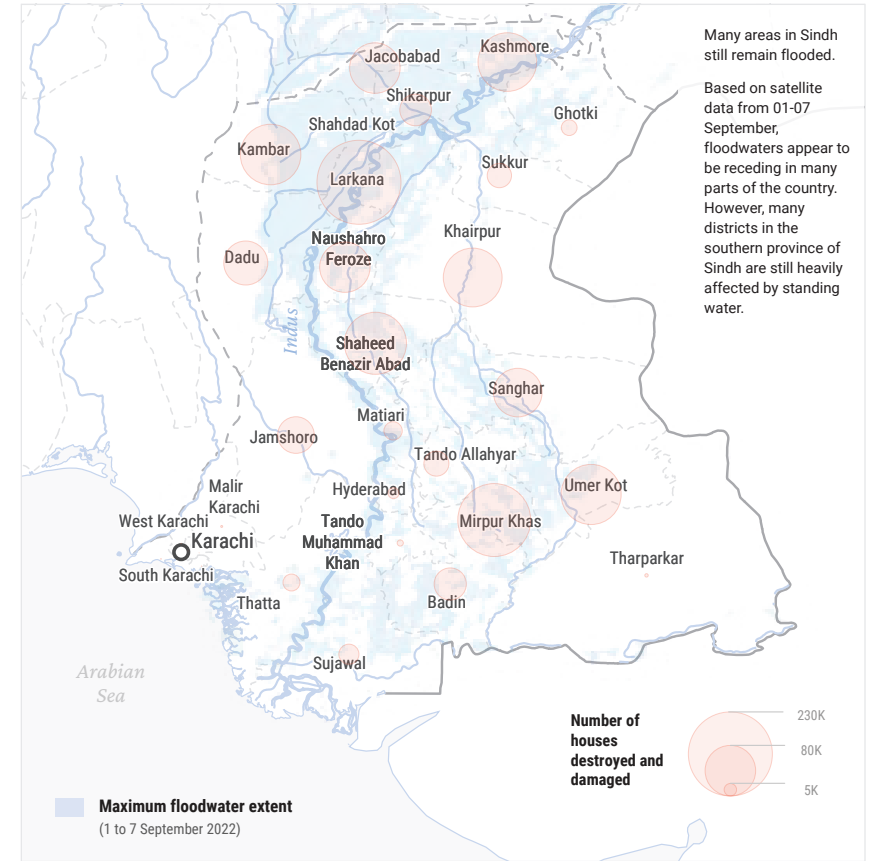 Many areas in Sindh
still remain flooded.
Based on satellite
data from 01-07
September,
floodwaters appear to
be receding in many
parts of the country.
However, many
districts in the
southern province of
Sindh are still heavily
affected by standing
water.
Kashmore
Jacobabad
Shikarpur
Ghotki
Shahdad Kot
Kambar
Sukkur
Larkana
Khairpur
Naushahro
Feroze
Dadu
Indus
Shaheed
Benazir Abad
Sanghar
Matiari
Jamshoro
Tando Allahyar
Malir
Karachi
Hyderabad
Umer Kot
West Karachi
Karachi
Tando
Muhammad
Khan
Mirpur Khas
South Karachi
Tharparkar
Thatta
Badin
Sujawal
Arabian
Sea
Number of
houses
destroyed and
damaged
230K
80K
5K
Maximum floodwater extent
(1 to 7 September 2022)